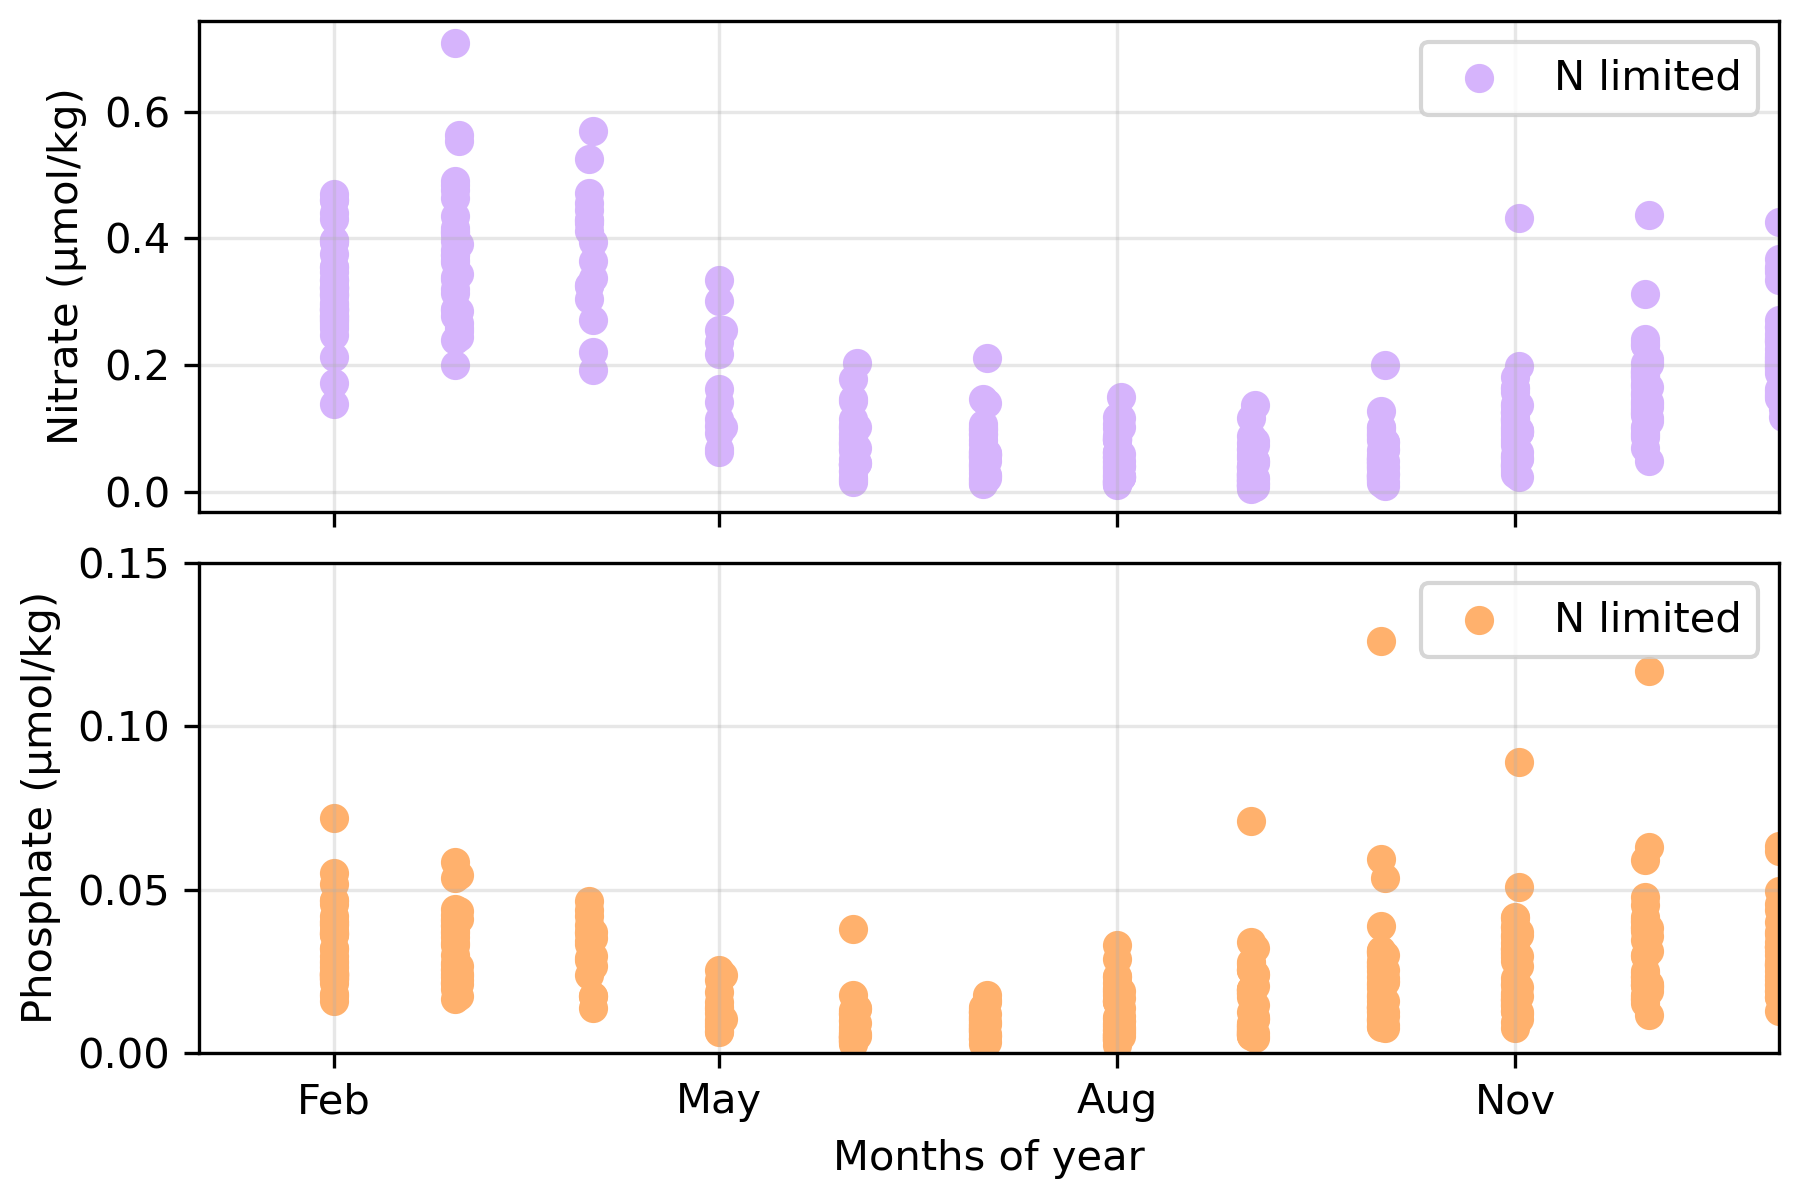 N limited
0.6
0.4
0.2
0.0
Nitrate (µmol/kg)
N limited
0.15
0.10
0.05
0.00
Phosphate (µmol/kg)
Feb
May
Aug
Nov
Months of year